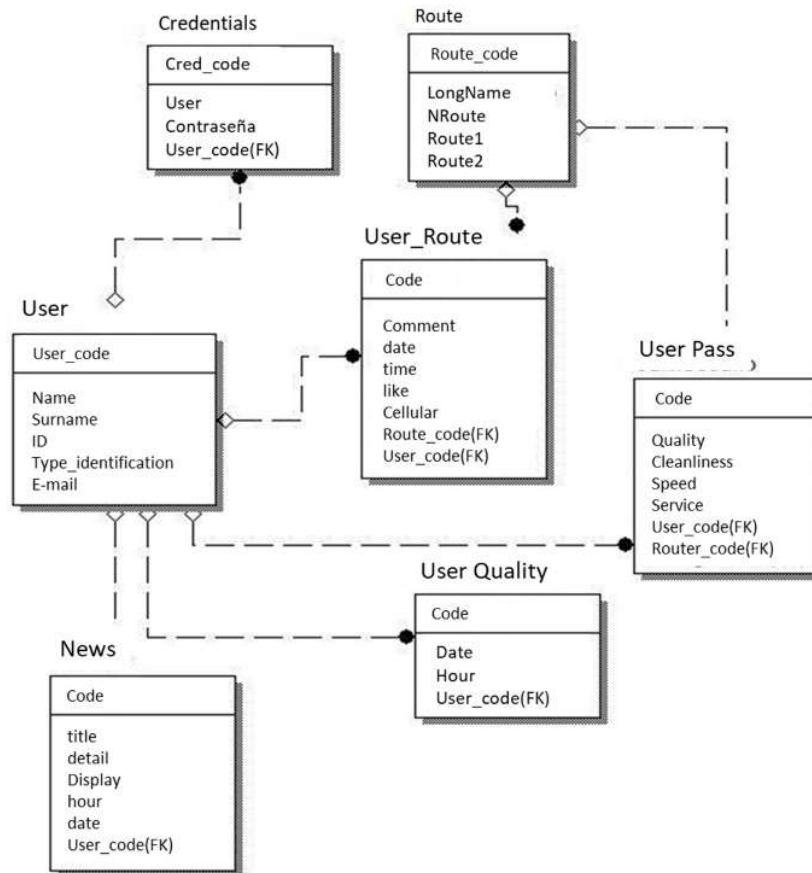 Credentials
Cred_code
User
Contraseña
User_code(FK)
Route
Route_code
LongName
NRoute
Route1
Route2
User_Route
Code
Comment
date
time
like
Cellular
Route_code(FK)
User_code(FK)
User
User_code
Name
Surname
ID
Type_identification
E-mail
User Pass
Code
Quality
Cleanliness
Speed
Service
User_code(FK)
Router_code(FK)
User Quality
Code
Date
Hour
User_code(FK)
News
Code
title
detail
Display
hour
date
User_code(FK)